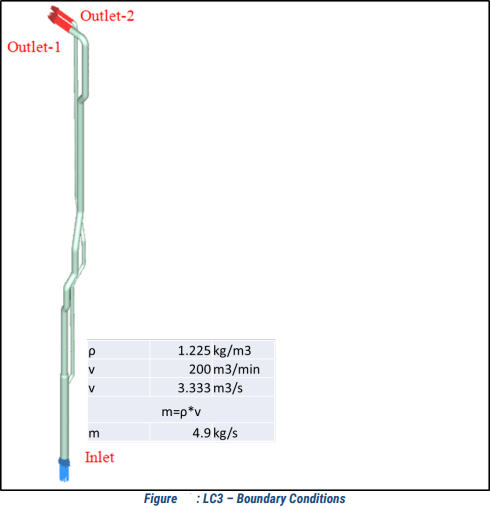 Outlet-2
Outlet-1
ρ 1.225 kg/m3
v 200 m3/min
v 3.333 m3/s
m=ρ*v
m 4.9 kg/s
Inlet
Figure : LC3 – Boundary Conditions